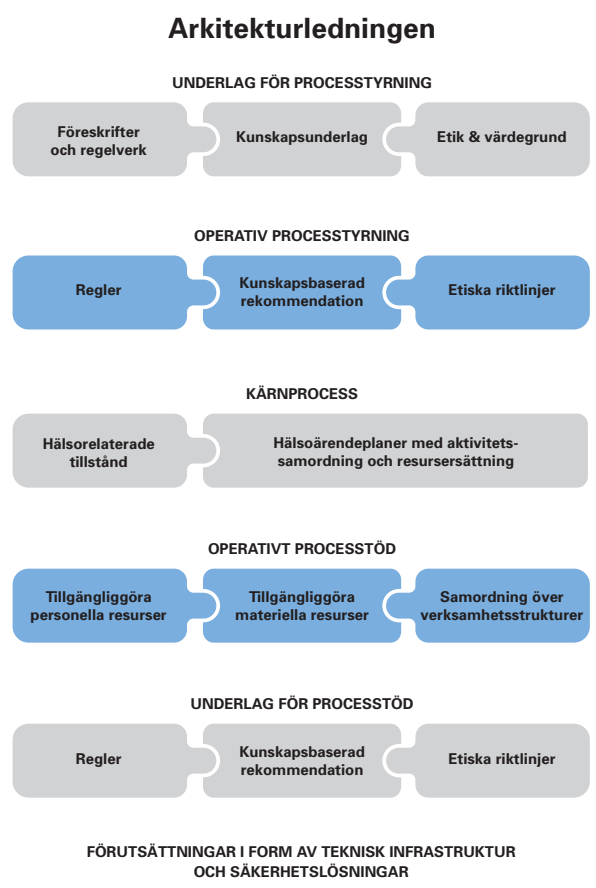 Arkitekturledningen
UNDERLAG FÖR PROCESSTYRNING
Föreskrifter
och regelverk
Kunskapsunderlag
Etik & värdegrund
OPERATIV PROCESSTYRNING
Regler
Kunskapsbaserad
rekommendation
Etiska riktlinjer
KÄRNPROCESS
Hälsorelaterade
tillstånd
Hälsoärendeplaner med aktivitets-
samordning och resursersättning
OPERATIVT PROCESSTÖD
Tillgängliggöra
personella resurser
Tillgängliggöra
materiella resurser
Samordning över
verksamhetsstrukturer
UNDERLAG FÖR PROCESSTÖD
Regler
Kunskapsbaserad
rekommendation
Etiska riktlinjer
FÖRUTSÄTTNINGAR I FORM AV TEKNISK INFRASTRUKTUR
OCH SÄKERHETSLÖSNINGAR